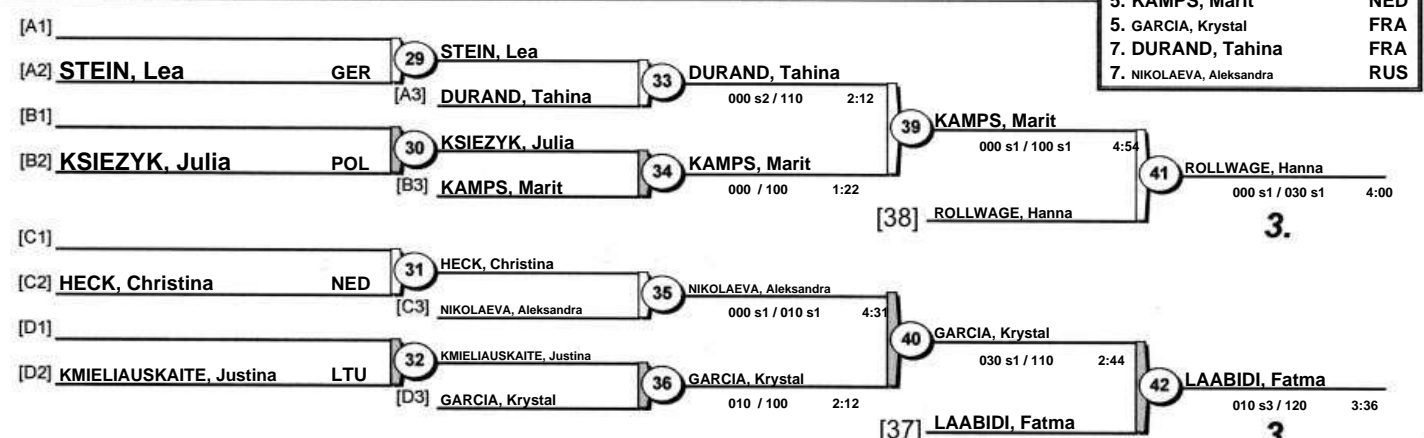 5. KAMPS, Marit NED
5. GARCIA, Krystal FRA
7. DURAND, Tahina FRA
7. NIKOLAEVA, Aleksandra RUS
[A1]
29 STEIN, Lea
[A2] STEIN, Lea GER
33 DURAND, Tahina
[A3] DURAND, Tahina
000 s2 / 110 2:12
[B1]
39 KAMPS, Marit
30 KSIEZYK, Julia
000 s1 / 100 s1 4:54
[B2] KSIEZYK, Julia POL
34 KAMPS, Marit
41 ROLLWAGE, Hanna
[B3] KAMPS, Marit
000 / 100 1:22
000 s1 / 030 s1 4:00
[38] ROLLWAGE, Hanna
3.
[C1]
31 HECK, Christina
[C2] HECK, Christina NED
35 NIKOLAEVA, Aleksandra
[C3] NIKOLAEVA, Aleksandra
000 s1 / 010 s1 4:31
[D1]
40 GARCIA, Krystal
32 KMIELIAUSKAITE, Justina
030 s1 / 110 2:44
[D2] KMIELIAUSKAITE, Justina LTU
36 GARCIA, Krystal
42 LAABIDI, Fatma
[D3] GARCIA, Krystal
010 / 100 2:12
010 s3 / 120 3:36
[37] LAABIDI, Fatma
3.